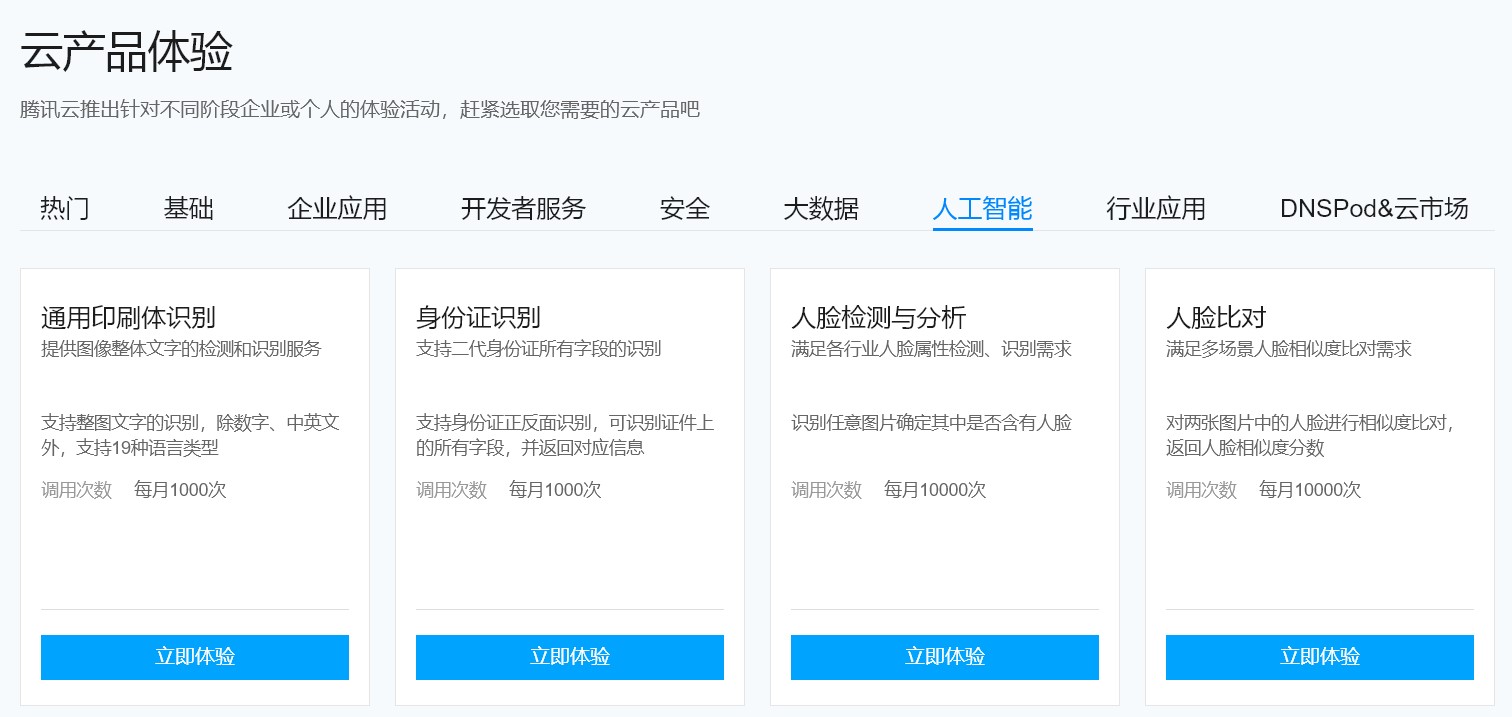 云产品体验
腾讯云推出针对不同阶段企业或个人的体验活动，赶紧选取您需要的云产品吧
热门 基础 企业应用 开发者服务 安全 大数据 人工智能 行业应用 DNSPod&云市场
通用印刷体识别
提供图像整体文字的检测和识别服务
支持整图文字的识别，除数字、中英文
外，支持19种语言类型
调用次数 每月1000次
立即体验
身份证识别
支持二代身份证所有字段的识别
支持身份证正反面识别，可识别证件上
的所有字段，并返回对应信息
调用次数 每月1000次
立即体验
人脸检测与分析
满足各行业人脸属性检测、识别需求
识别任意图片确定其中是否含有人脸
调用次数 每月10000次
立即体验
人脸比对
满足多场景人脸相似度比对需求
对两张图片中的人脸进行相似度比对，
返回人脸相似度分数
调用次数 每月10000次
立即体验